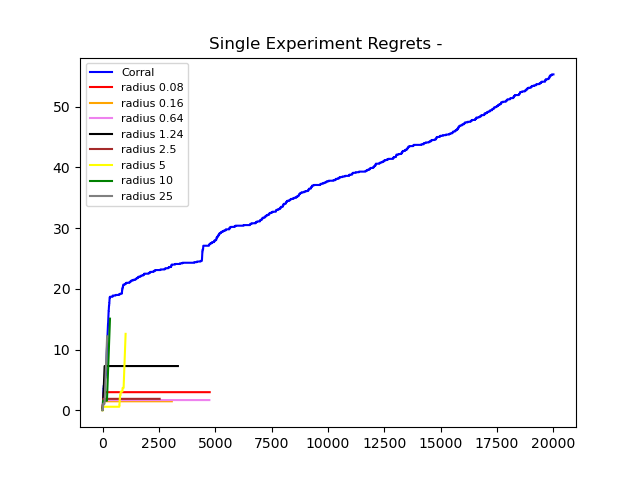 Single Experiment Regrets -
Corral
radius 0.08
radius 0.16
radius 0.64
radius 1.24
radius 2.5
radius 5
radius 10
radius 25
50
40
30
20
10
0
0 2500 5000 7500 10000 12500 15000 17500 20000